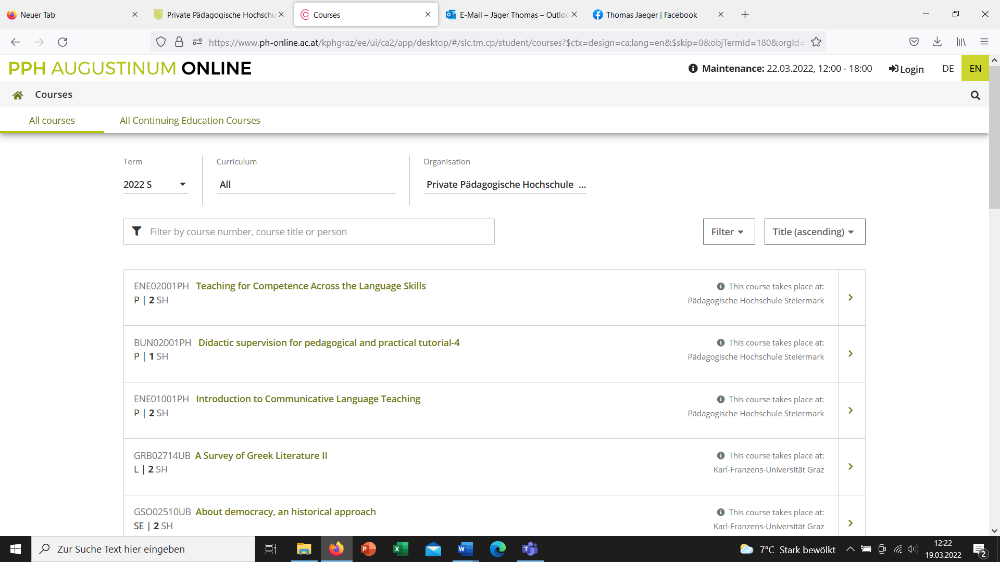 Neuer Tab
Private Pädagogische Hochschu
Courses
E-Mail – Jäger Thomas – Outloo
Thomas Jaeger | Facebook
https://www.ph-online.ac.at/kphgraz/ee/ui/ca2/app/desktop/#/slc.tm.cp/student/courses?$ctx=design=ca;lang=en&$skip=0&objTermId=180&orgId=
PPH AUGUSTINUM ONLINE
Maintenance: 22.03.2022, 12:00 - 18:00
Login
DE
EN
Courses
All courses
All Continuing Education Courses
Term
Curriculum
Organisation
2022 S
All
Private Pädagogische Hochschule ...
Filter by course number, course title or person
Filter
Title (ascending)
ENE02001PH Teaching for Competence Across the Language Skills
P | 2 SH
This course takes place at:
Pädagogische Hochschule Steiermark
BUN02001PH Didactic supervision for pedagogical and practical tutorial-4
P | 1 SH
This course takes place at:
Pädagogische Hochschule Steiermark
ENE01001PH Introduction to Communicative Language Teaching
P | 2 SH
This course takes place at:
Pädagogische Hochschule Steiermark
GRB02714UB A Survey of Greek Literature II
L | 2 SH
This course takes place at:
Karl-Franzens-Universität Graz
GSO02510UB About democracy, an historical approach
SE | 2 SH
This course takes place at:
Karl-Franzens-Universität Graz
Zur Suche Text hier eingeben
7°C Stark bewölkt
12:22
19.03.2022
2